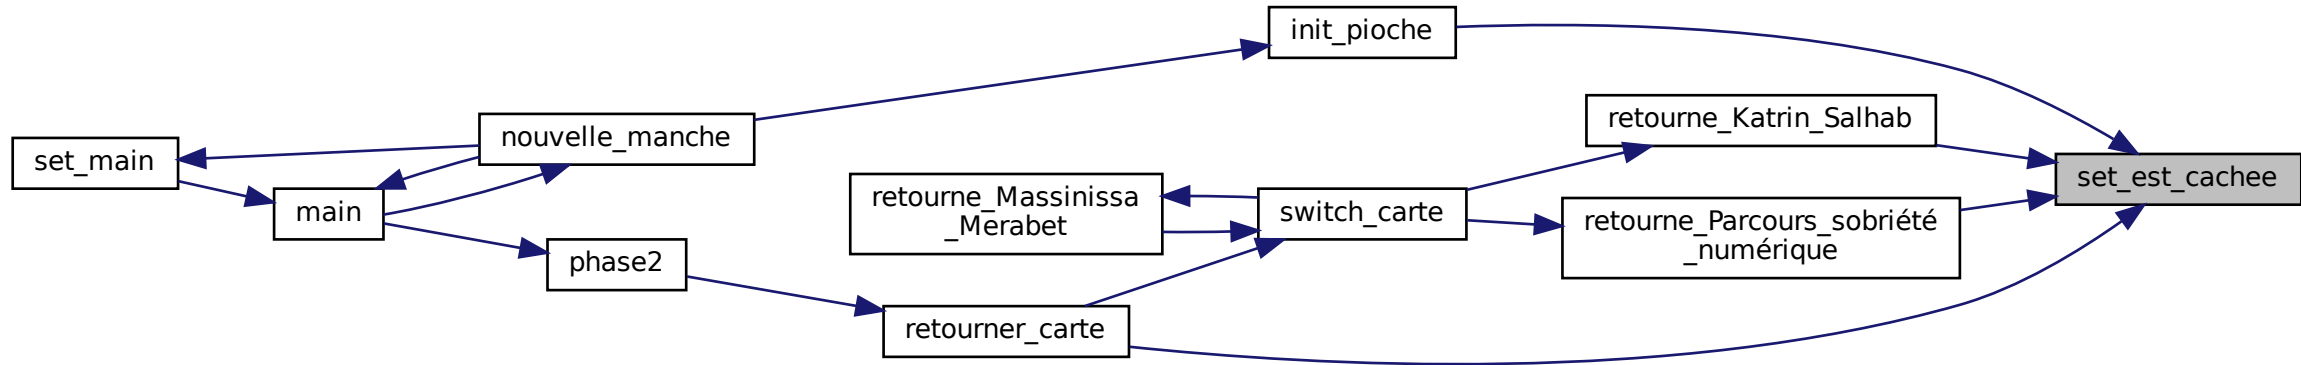 init_pioche
retourne_Katrin_Salhab
nouvelle_manche
set_main
set_est_cachee
retourne_Massinissa
_Merabet
main
switch_carte
retourne_Parcours_sobriété
_numérique
phase2
retourner_carte